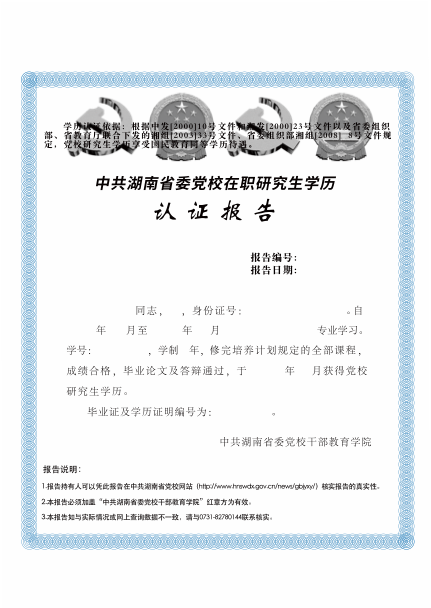 学历认证依据：根据中发[2000]10号文件和湘发[2000]23号文件以及省委组织
部、省教育厅联合下发的湘组[2003]33号文件、省委组织部湘组[2008] 8号文件规
定，党校研究生学历享受国民教育同等学历待遇。
中共湖南省委党校在职研究生学历
认证报告
报告编号：
报告日期：
同志， ，身份证号： 。自
年 月至 年 月 专业学习。
学号： ，学制 年，修完培养计划规定的全部课程，
成绩合格，毕业论文及答辩通过，于 年 月获得党校
研究生学历。
毕业证及学历证明编号为： 。
中共湖南省委党校干部教育学院
报告说明：
1.报告持有人可以凭此报告在中共湖南省党校网站（http://www.hnswdx.gov.cn/news/gbjxy/）核实报告的真实性。
2.本报告必须加盖“中共湖南省委党校干部教育学院”红章方为有效。
3.本报告如与实际情况或网上查询数据不一致，请与0731-82780144联系核实。